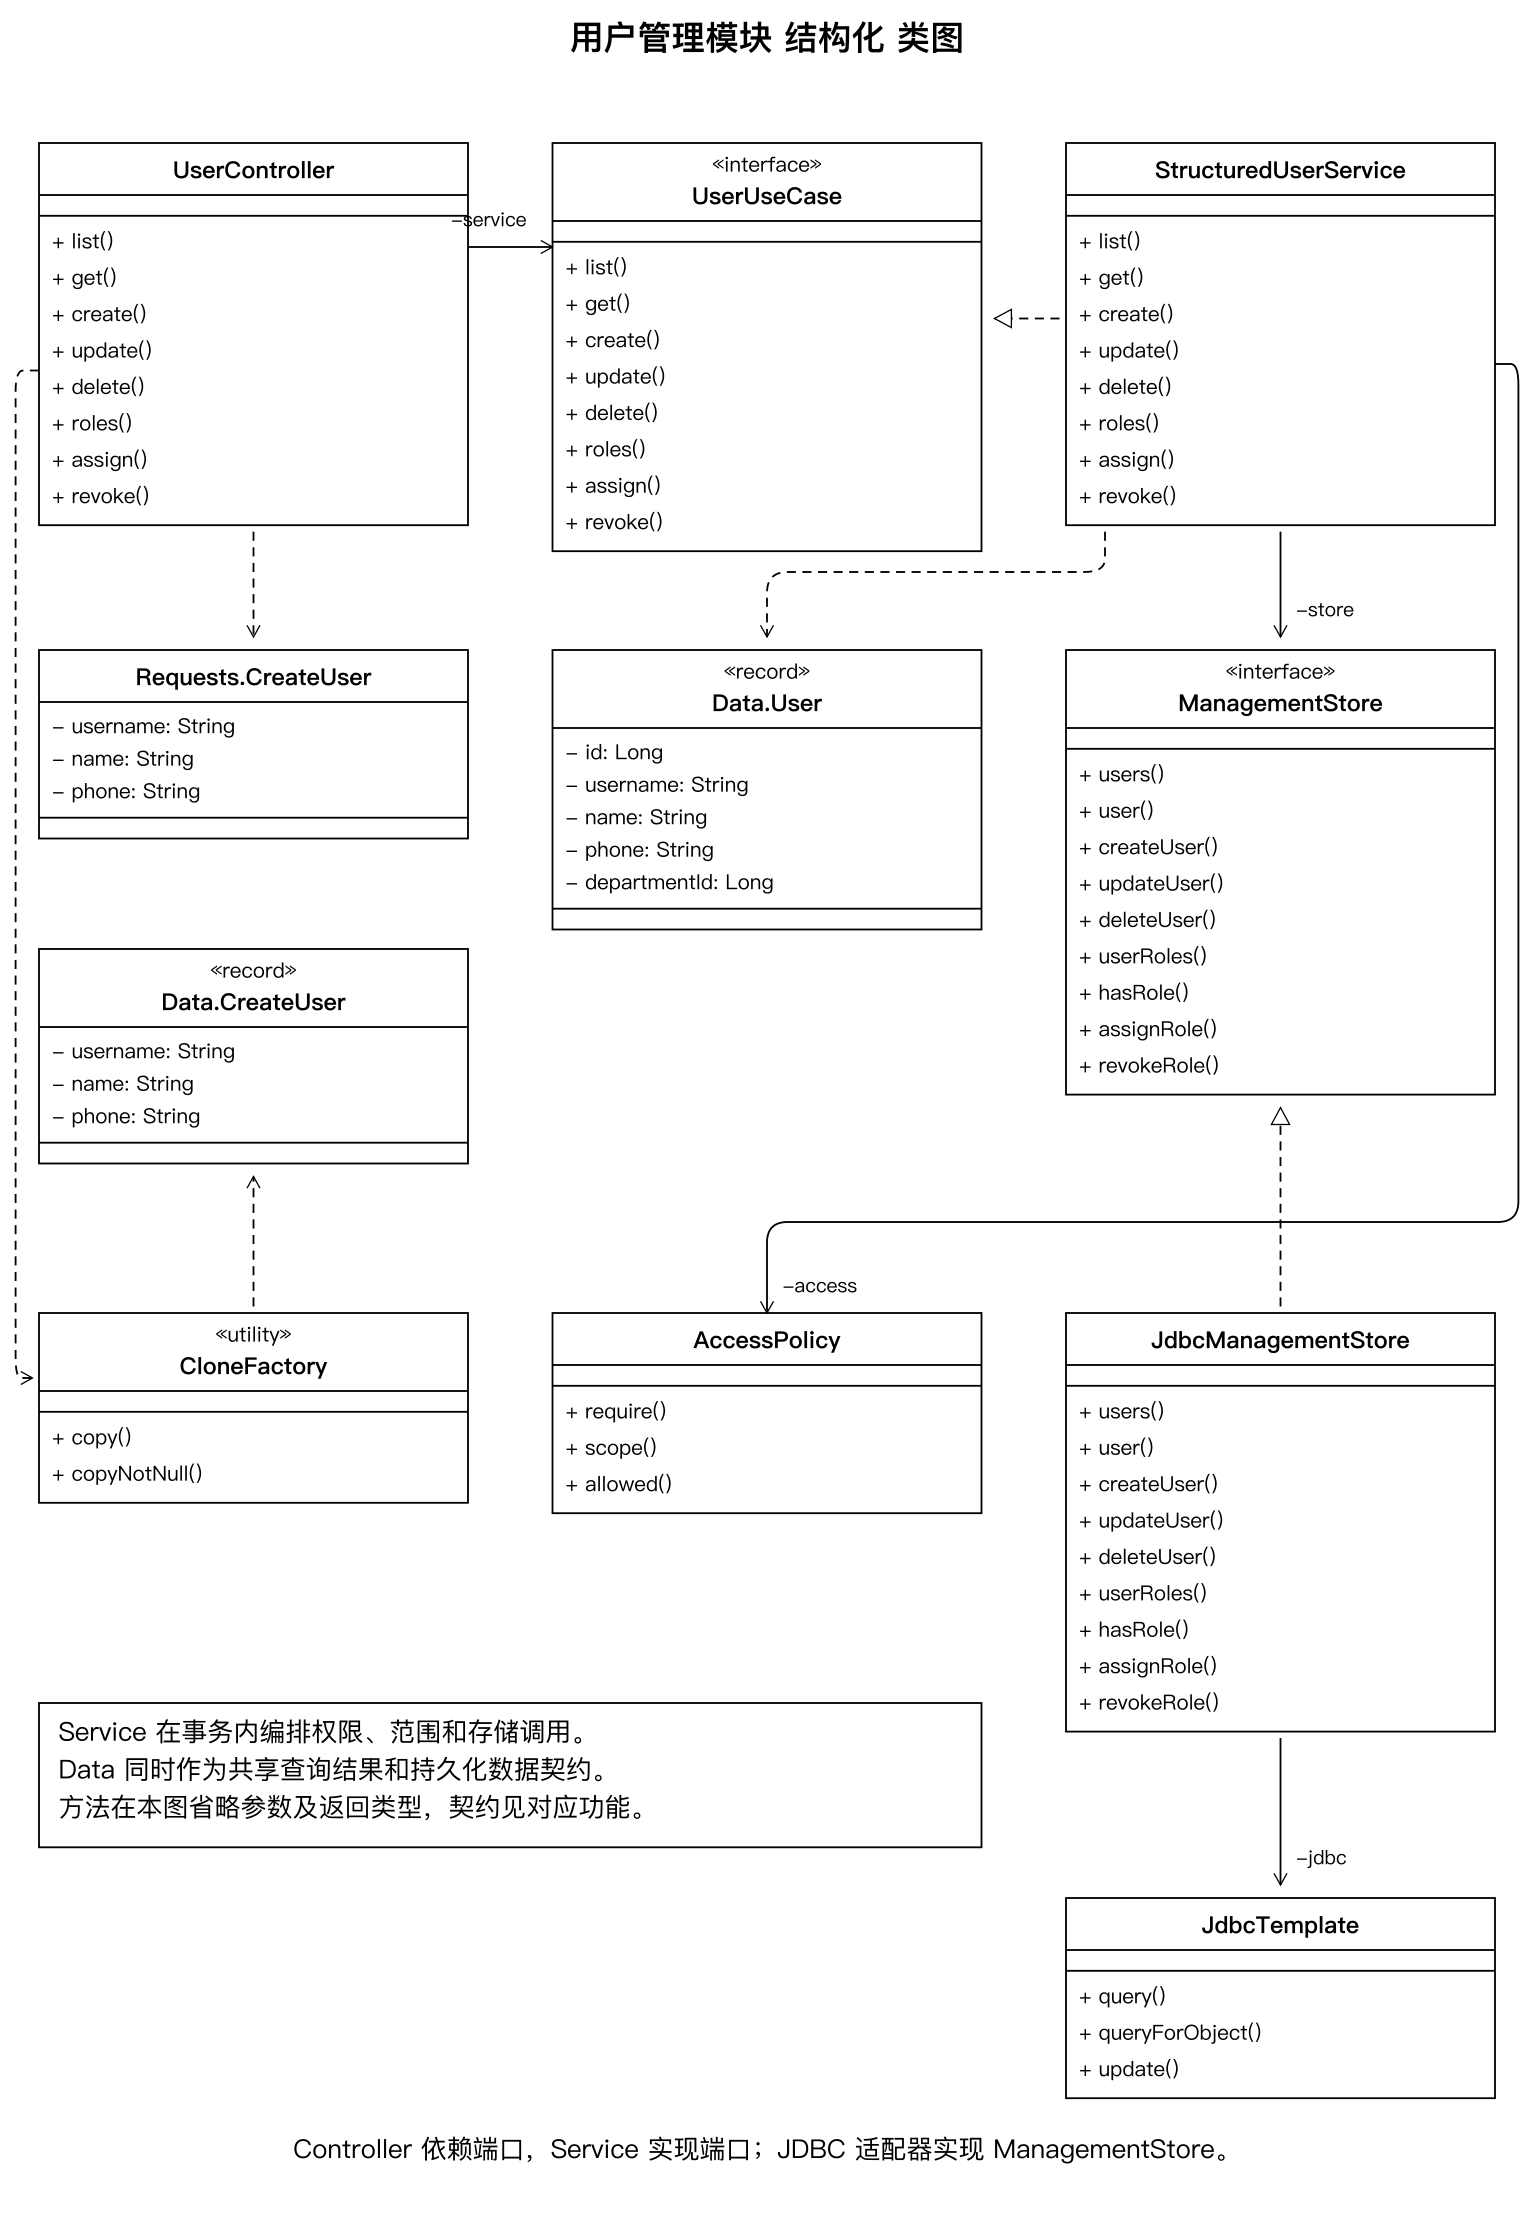 用户管理模块 结构化 类图
UserController
+ list()
+ get()
+ create()
+ update()
+ delete()
+ roles()
+ assign()
+ revoke()
–service
«interface»
UserUseCase
+ list()
+ get()
+ create()
+ update()
+ delete()
+ roles()
+ assign()
+ revoke()
StructuredUserService
+ list()
+ get()
+ create()
+ update()
+ delete()
+ roles()
+ assign()
+ revoke()
–store
Requests.CreateUser
– username: String
– name: String
– phone: String
«record»
Data.User
– id: Long
– username: String
– name: String
– phone: String
– departmentId: Long
«interface»
ManagementStore
+ users()
+ user()
+ createUser()
+ updateUser()
+ deleteUser()
+ userRoles()
+ hasRole()
+ assignRole()
+ revokeRole()
«record»
Data.CreateUser
– username: String
– name: String
– phone: String
–access
«utility»
CloneFactory
+ copy()
+ copyNotNull()
AccessPolicy
+ require()
+ scope()
+ allowed()
JdbcManagementStore
+ users()
+ user()
+ createUser()
+ updateUser()
+ deleteUser()
+ userRoles()
+ hasRole()
+ assignRole()
+ revokeRole()
Service 在事务内编排权限、范围和存储调用。
Data 同时作为共享查询结果和持久化数据契约。
方法在本图省略参数及返回类型，契约见对应功能。
–jdbc
JdbcTemplate
+ query()
+ queryForObject()
+ update()
Controller 依赖端口，Service 实现端口；JDBC 适配器实现 ManagementStore。